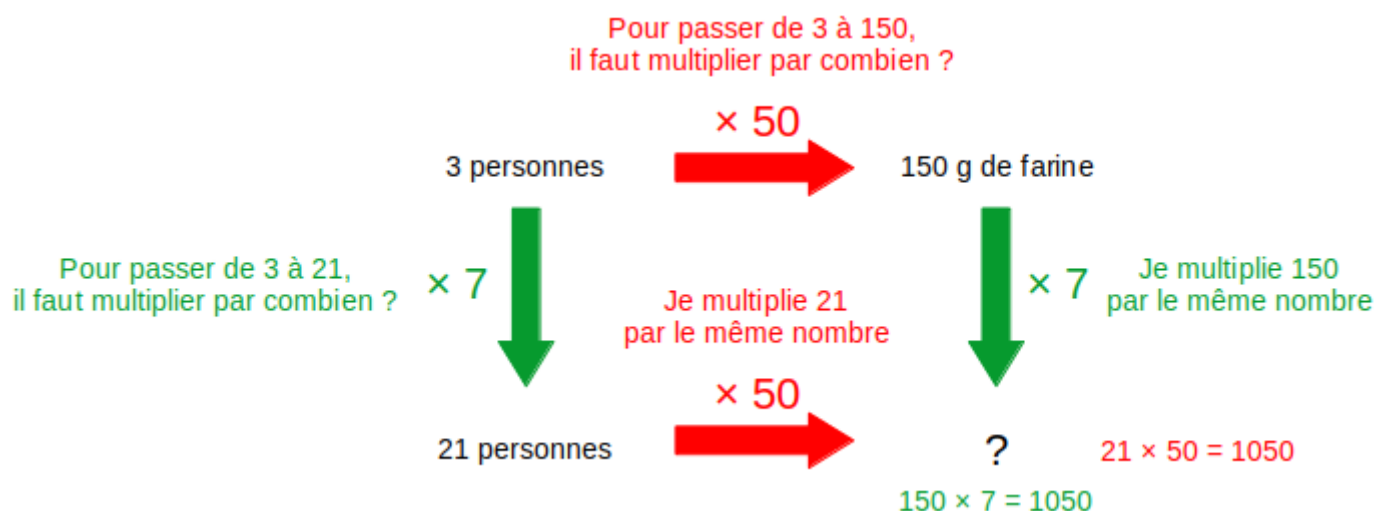 Pour passer de 3 à 150,
il faut multiplier par combien ?
× 50
3 personnes
150 g de farine
Pour passer de 3 à 21,
il faut multiplier par combien ?
× 7
Je multiplie 21
par le même nombre
× 7
Je multiplie 150
par le même nombre
× 50
21 personnes
?
21 × 50 = 1050
150 × 7 = 1050